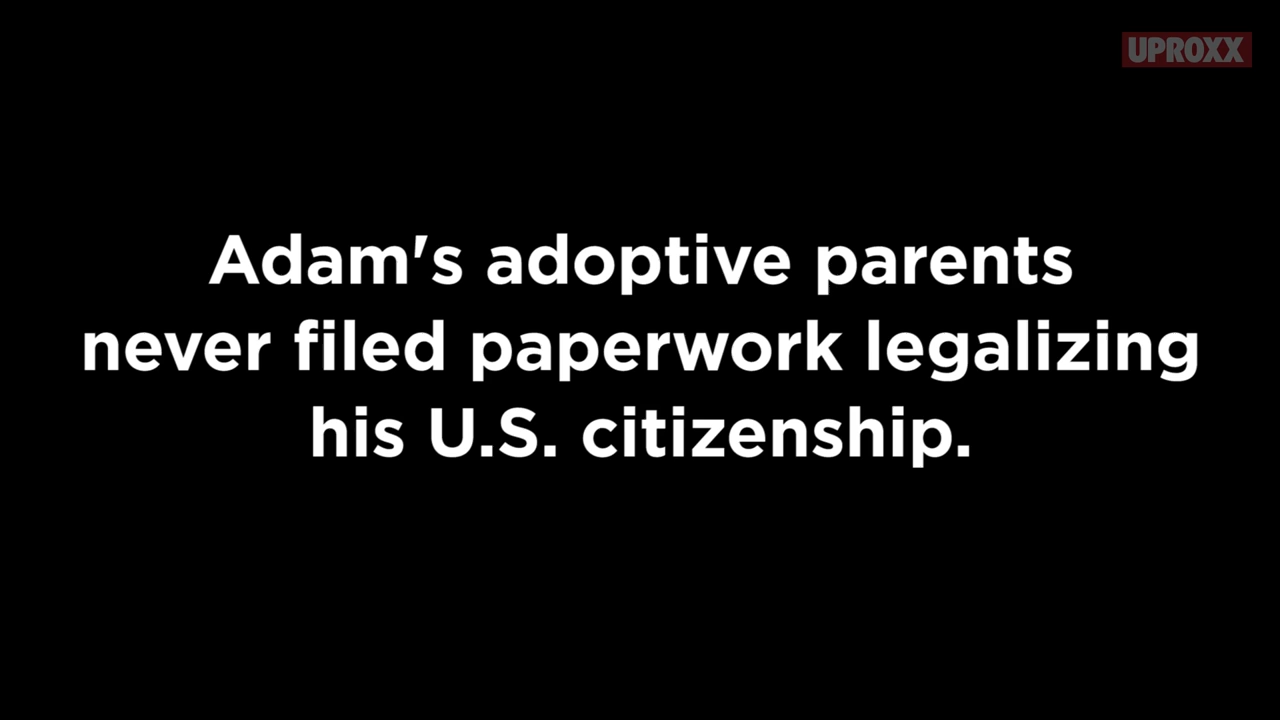 UPROXX
Adam's adoptive parents
never filed paperwork legalizing
his U.S. citizenship.